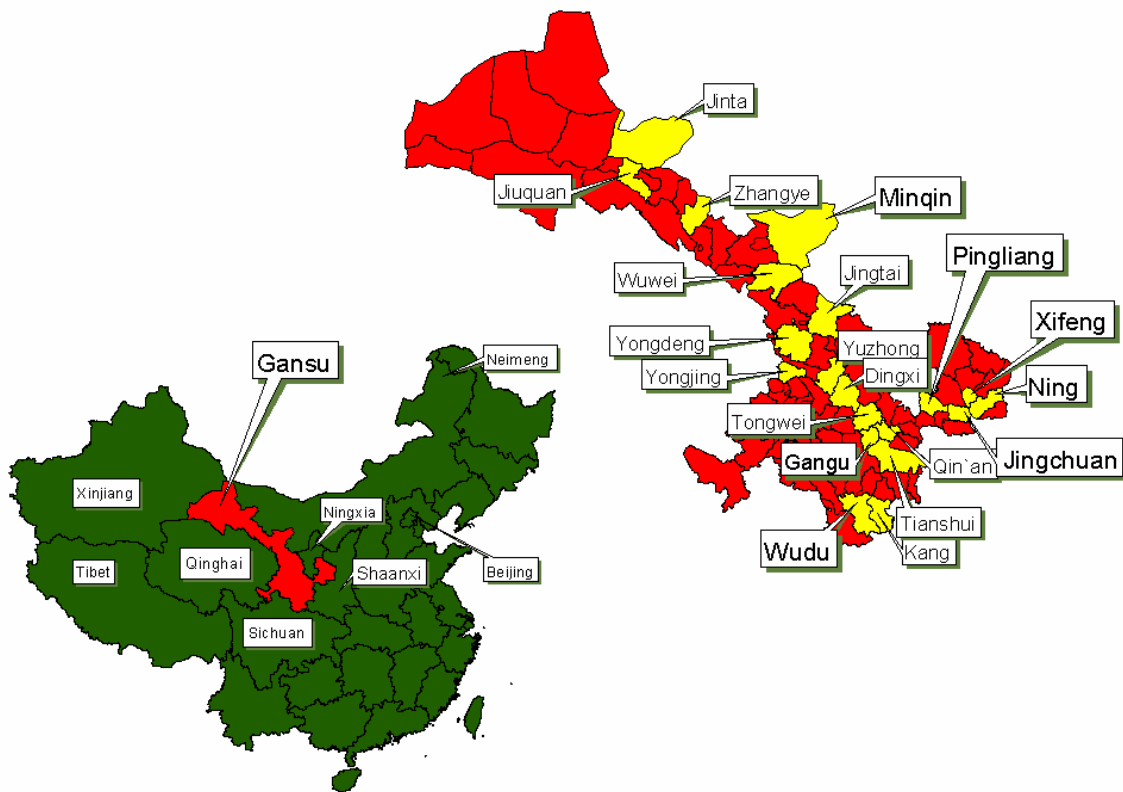 Jinta
Jiuquan
Zhangye
Minqin
Pingliang
Wuwei
Jingtai
Xifeng
Yongdeng
Yuzhong
Gansu
Neimeng
Yongjing
Dingxi
Ning
Tongwei
Gangu
Qin`an
Jingchuan
Xinjiang
Ningxia
Tianshui
Wudu
Kang
Qinghai
Tibet
Shaanxi
Beijing
Sichuan